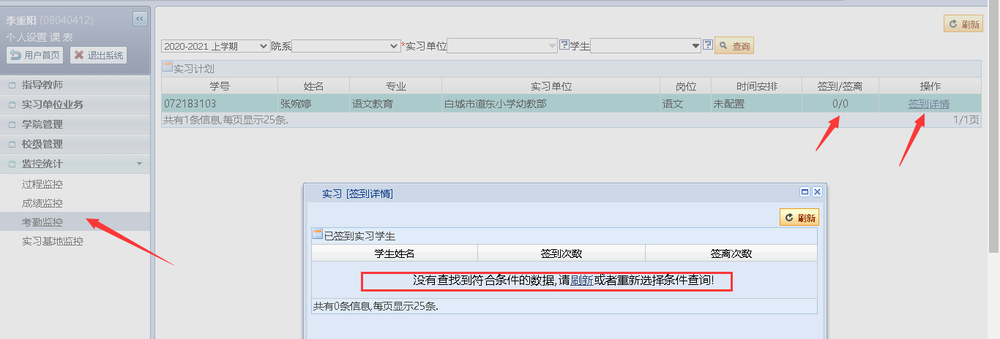 李重阳 (09040412)
«
个人设置 课 表
用户首页 退出系统
指导教师
实习单位业务
学院管理
校级管理
监控统计
过程监控
成绩监控
考勤监控
实习基地监控
刷新
2020-2021 上学期 院系 *实习单位 ? 学生 ? 查询
实习计划
学号 姓名 专业 实习单位 岗位 时间安排 签到/签离 操作
072183103 张婉婷 语文教育 白城市道东小学幼教部 语文 未配置 0/0 签到详情
共有1条信息,每页显示25条. 1/1页
实习 [签到详情]
刷新
已签到实习学生
学生姓名 签到次数 签离次数
没有查找到符合条件的数据,请刷新或者重新选择条件查询!
共有0条信息,每页显示25条.